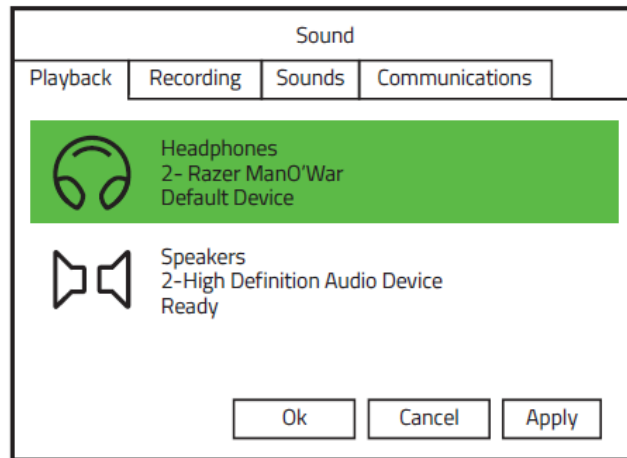 Sound
Playback Recording Sounds Communications
Headphones
2- Razer ManO'War
Default Device
Speakers
2-High Definition Audio Device
Ready
Ok Cancel Apply